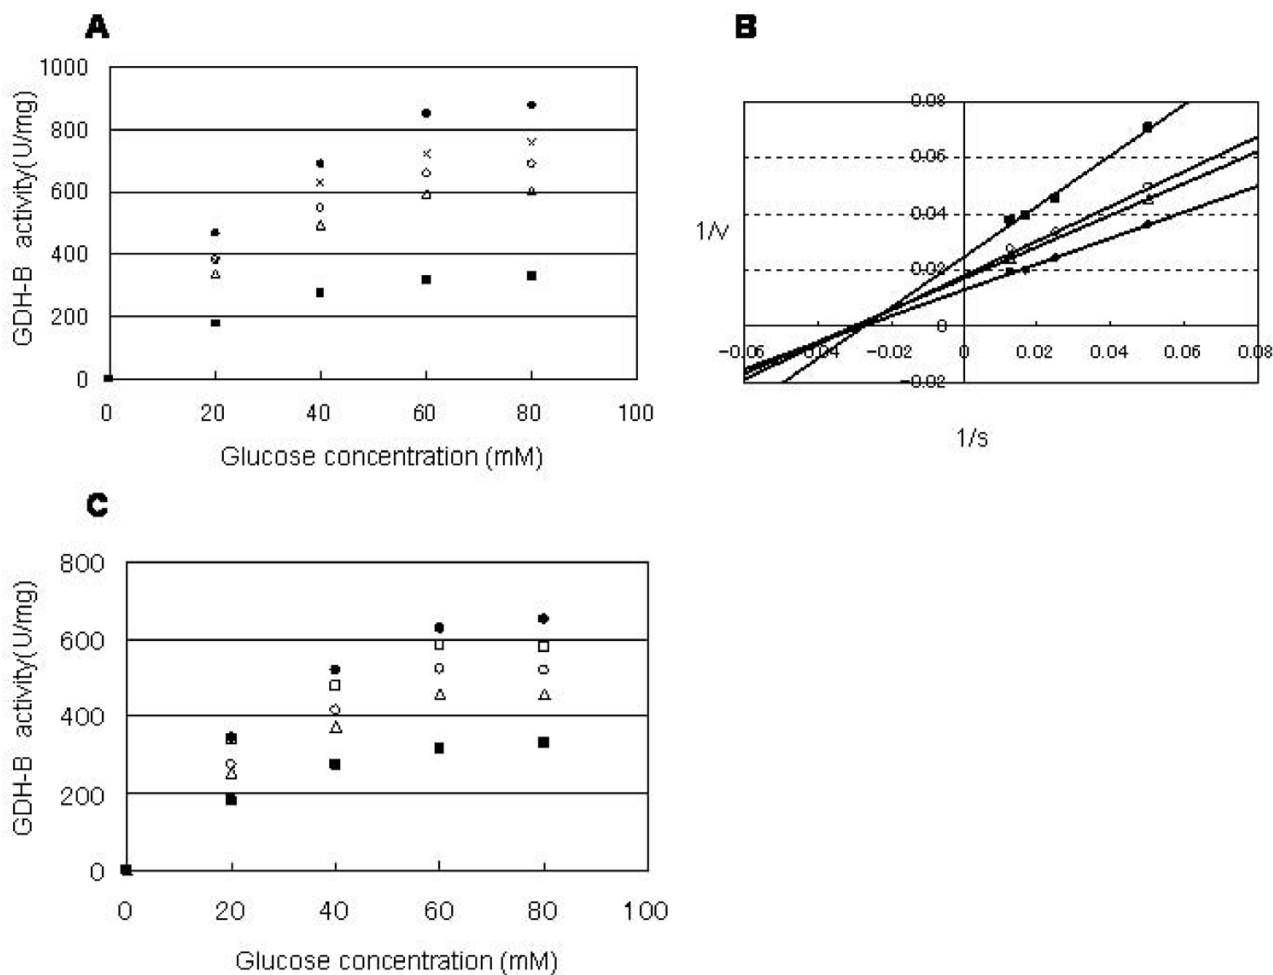 A
1000
800
600
400
200
0
0 20 40 60 80 100
GDH-B activity(U/mg)
Glucose concentration (mM)
B
0.08
0.06
0.04
0.02
0
−0.02
−0.06 −0.04 −0.02 0 0.02 0.04 0.06 0.08
1/v
1/s
C
800
600
400
200
0
0 20 40 60 80 100
GDH-B activity(U/mg)
Glucose concentration (mM)